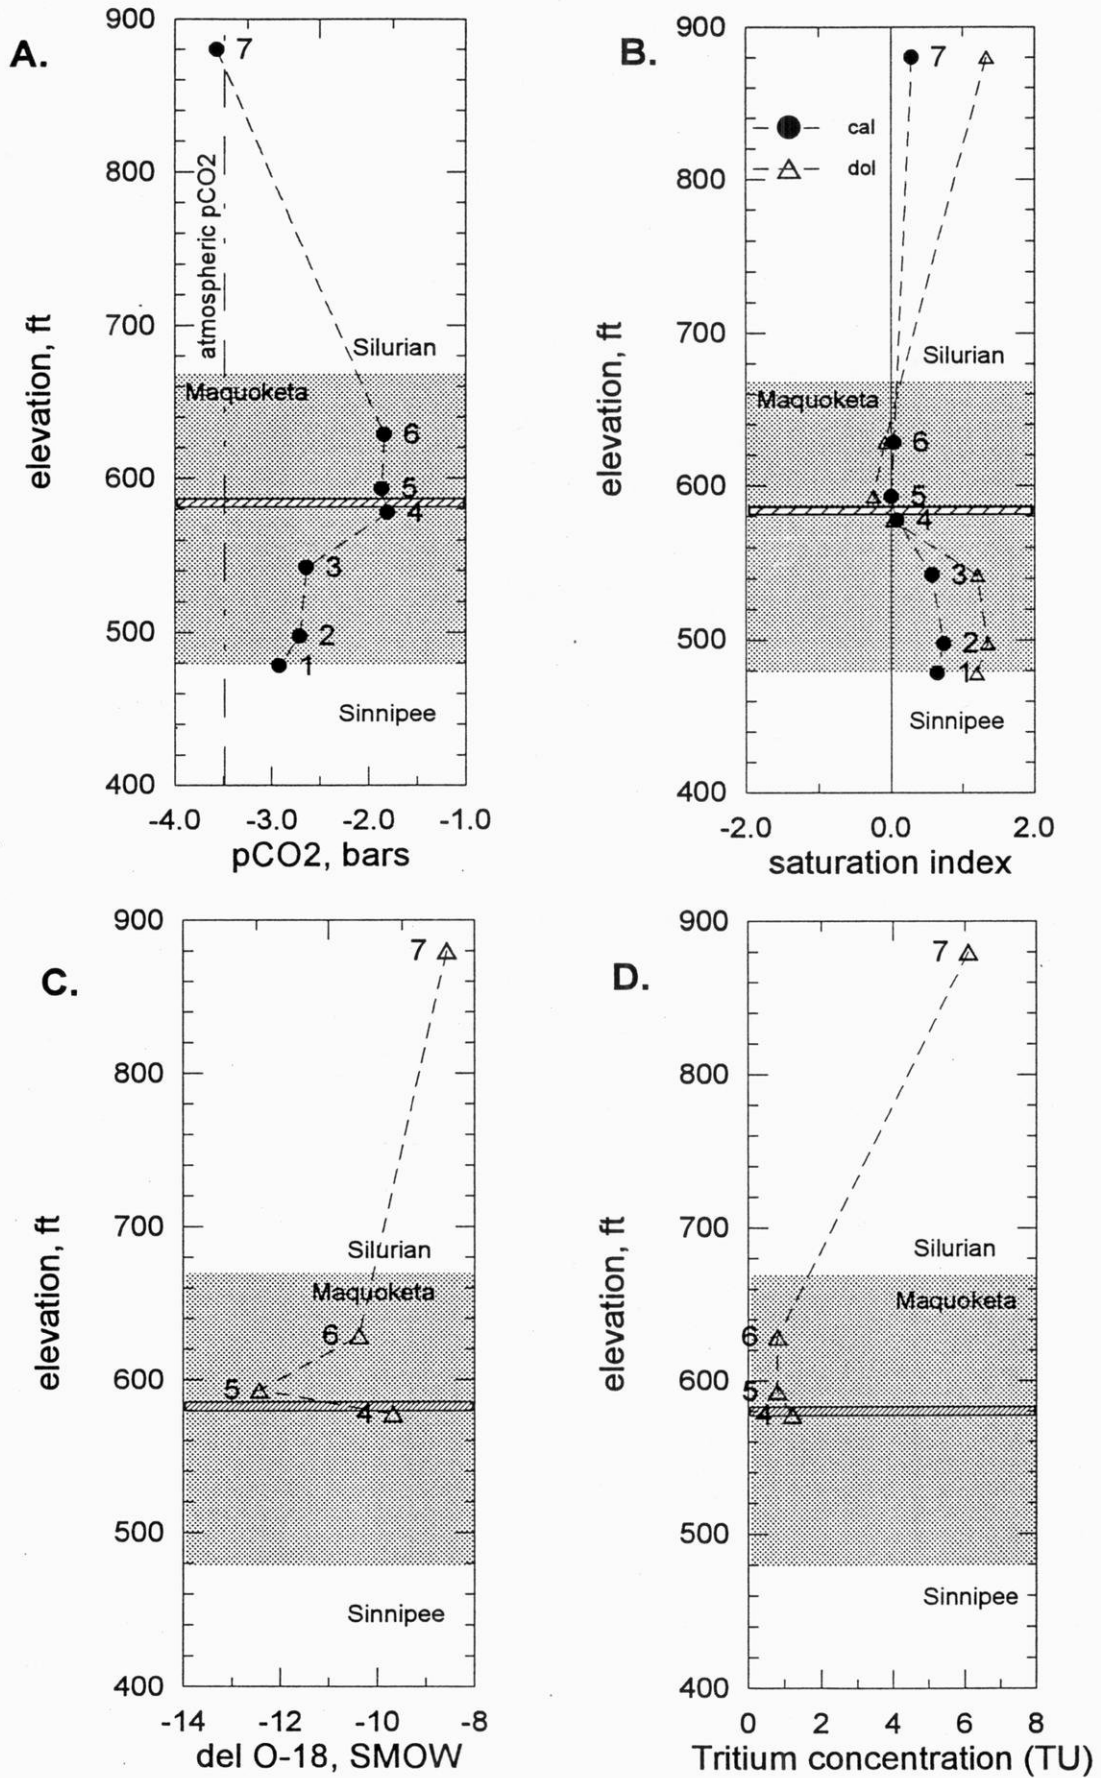 A.
900
800
700
600
500
400
elevation, ft
atmospheric pCO2
7
Silurian
Maquoketa
6
5
4
3
2
1
Sinnipee
-4.0 -3.0 -2.0 -1.0
pCO2, bars
B.
900
800
700
600
500
400
elevation, ft
7
cal
dol
Silurian
Maquoketa
6
5
4
3
2
1
Sinnipee
-2.0 0.0 2.0
saturation index
C.
900
800
700
600
500
400
elevation, ft
7
Silurian
Maquoketa
6
5
4
Sinnipee
-14 -12 -10 -8
del O-18, SMOW
D.
900
800
700
600
500
400
elevation, ft
7
Silurian
Maquoketa
6
5
4
Sinnipee
0 2 4 6 8
Tritium concentration (TU)